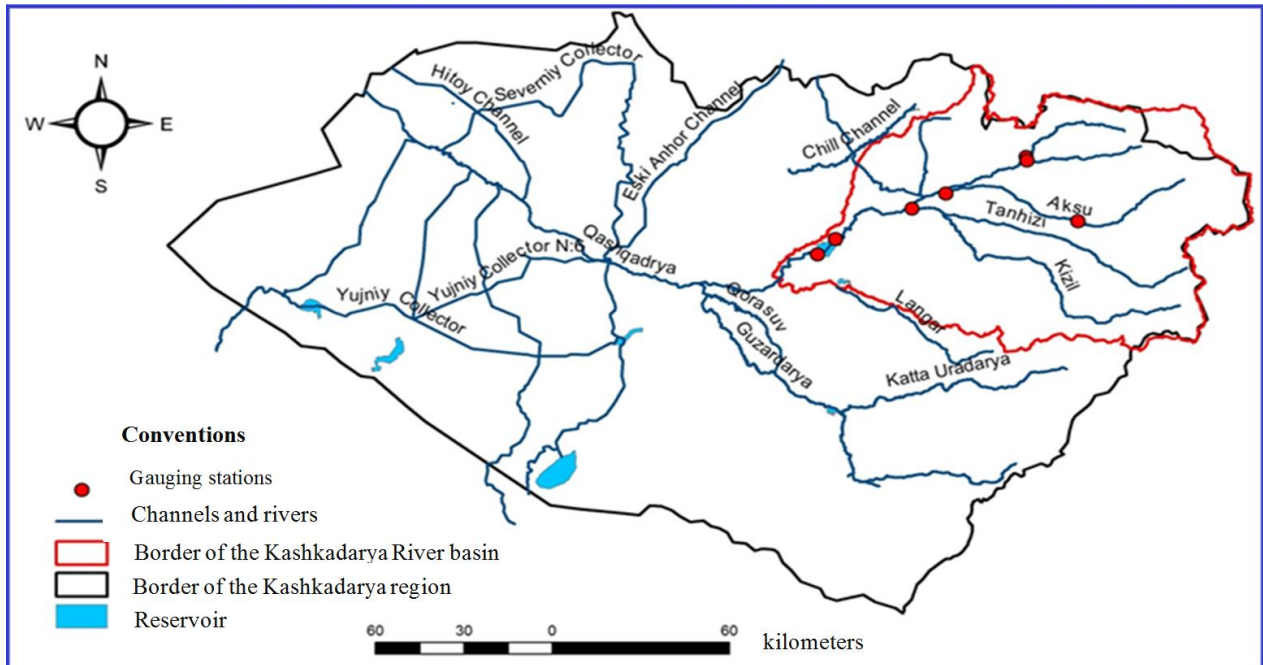 N
W
E
S
Hitoy Channel
Severniy Collector
Eski Anhor Channel
Chill Channel
Aksu
Tanhizi
Kizil
Qashqadrya
Yujniy Collector N:6
Yujniy Collector
Qorasuv
Guzardarya
Langar
Katta Uradarya
Conventions
Gauging stations
Channels and rivers
Border of the Kashkadarya River basin
Border of the Kashkadarya region
Reservoir
60 30 0 60
kilometers